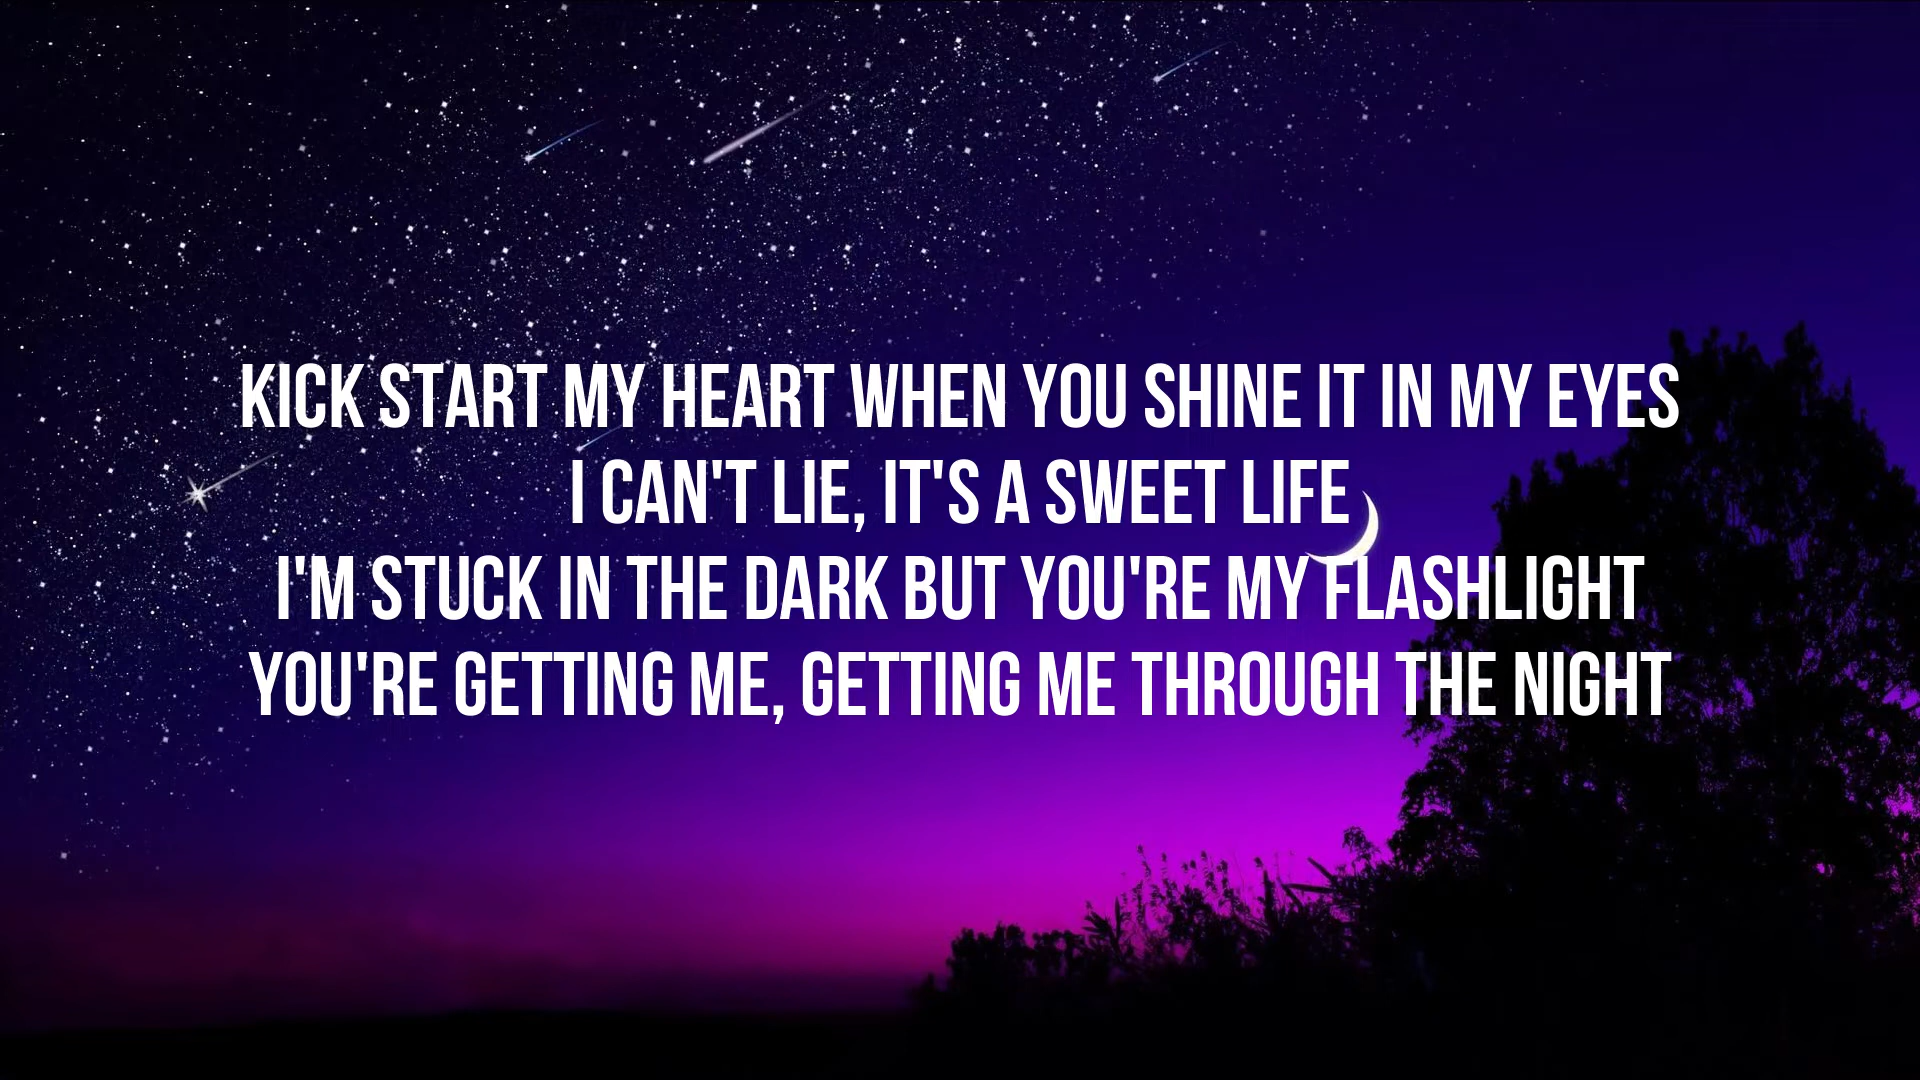 KICK START MY HEART WHEN YOU SHINE IT IN MY EYES
I CAN'T LIE, IT'S A SWEET LIFE
I'M STUCK IN THE DARK BUT YOU'RE MY FLASHLIGHT
YOU'RE GETTING ME, GETTING ME THROUGH THE NIGHT